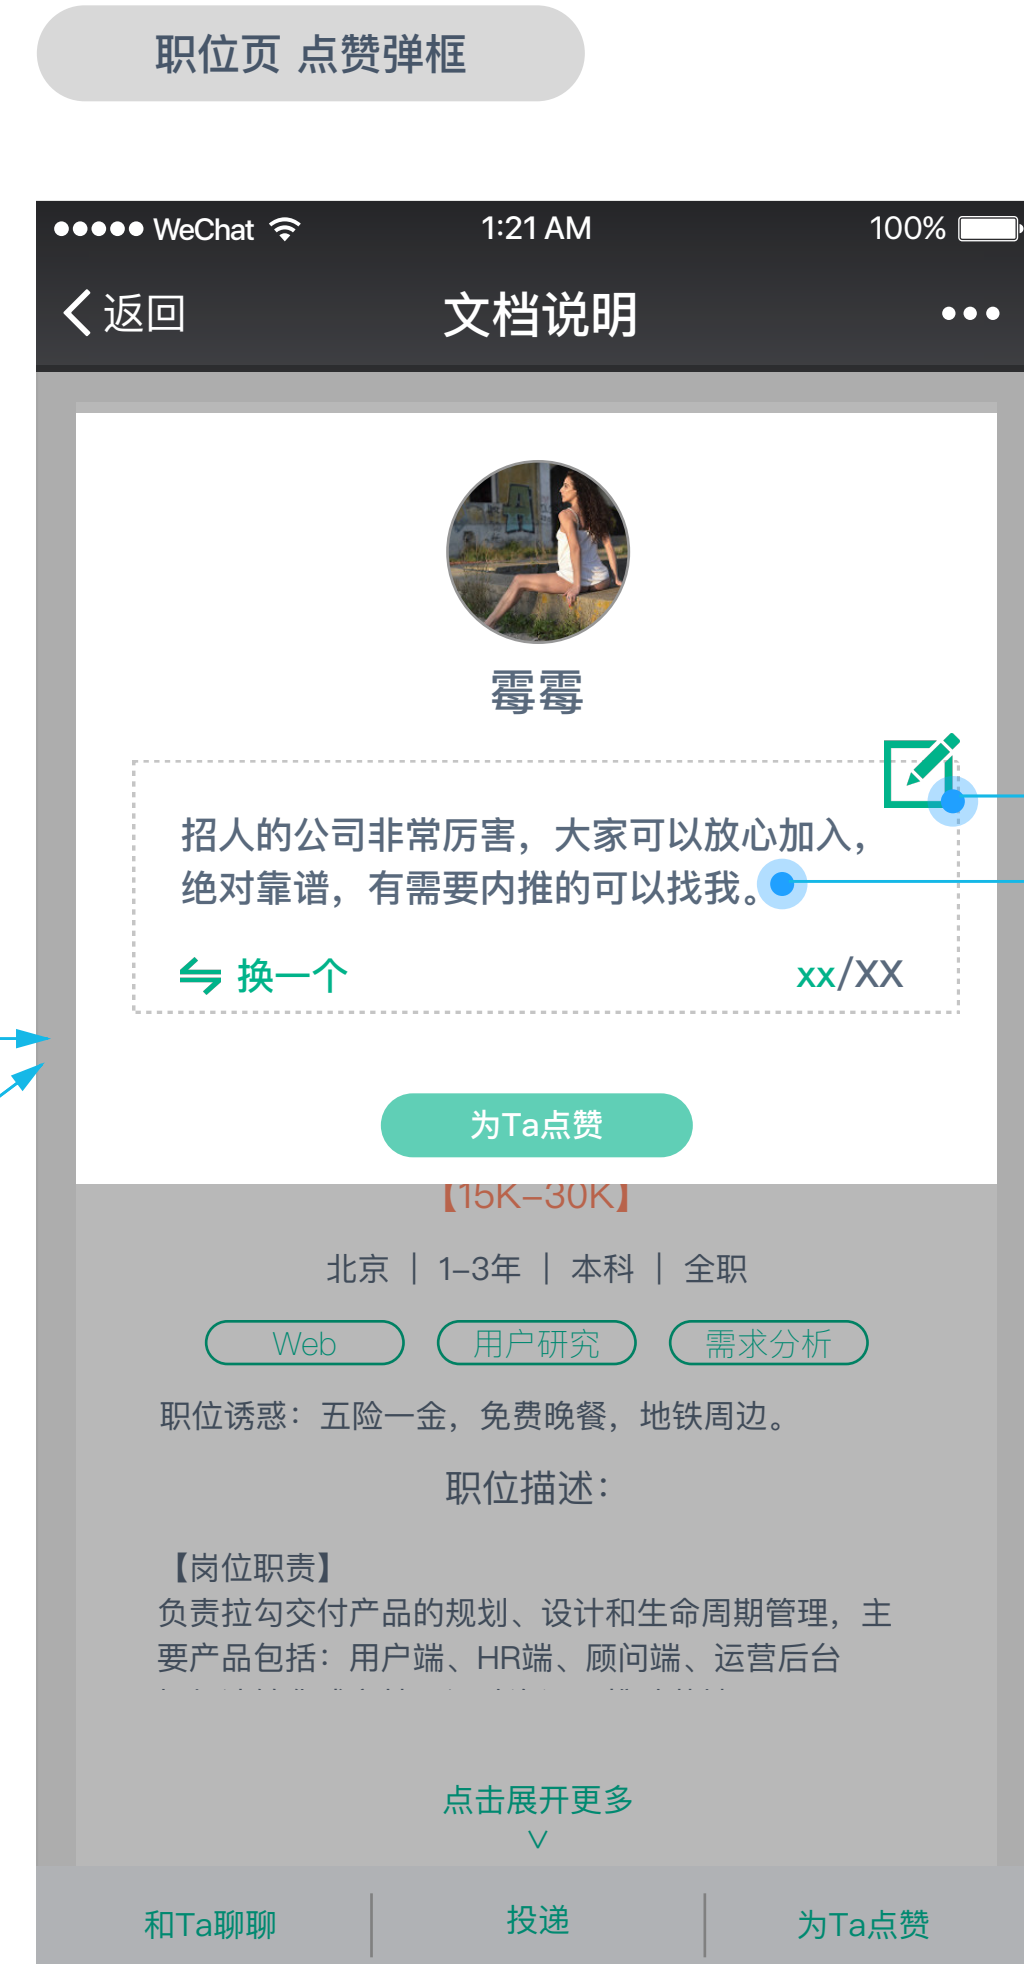 职位页 点赞弹框
WeChat 1:21 AM 100%
返回 文档说明
霉霉
招人的公司非常厉害，大家可以放心加入，
绝对靠谱，有需要内推的可以找我。
换一个 xx/XX
为Ta点赞
【15K–30K】
北京 | 1–3年 | 本科 | 全职
Web 用户研究 需求分析
职位诱惑：五险一金，免费晚餐，地铁周边。
职位描述：
【岗位职责】
负责拉勾交付产品的规划、设计和生命周期管理，主
要产品包括：用户端、HR端、顾问端、运营后台
点击展开更多
和Ta聊聊 投递 为Ta点赞